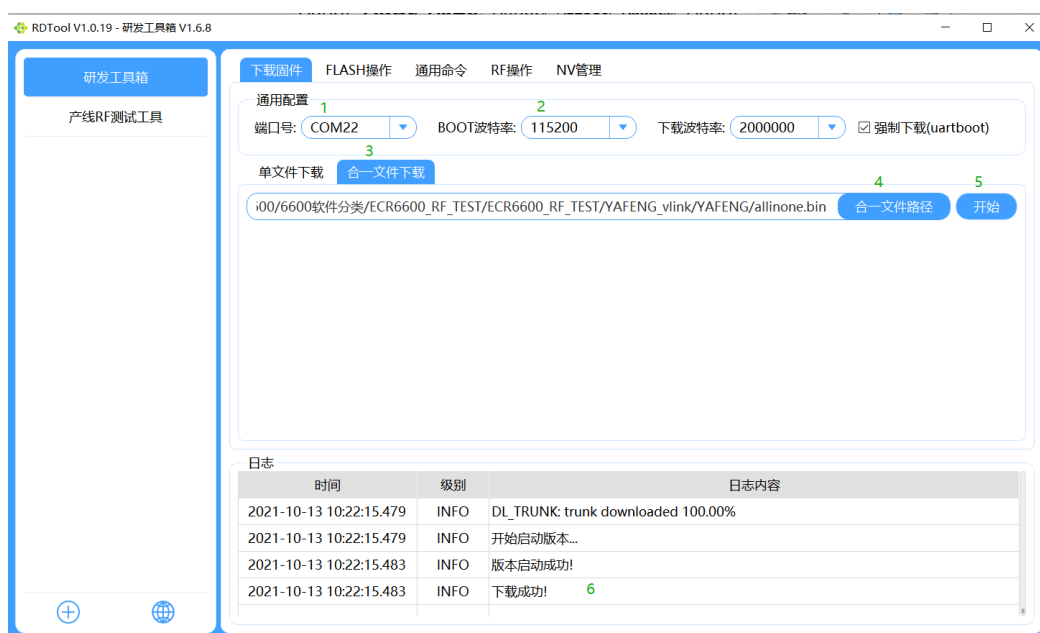 RDTool V1.0.19 - 研发工具箱 V1.6.8
研发工具箱
产线RF测试工具
下载固件 FLASH操作 通用命令 RF操作 NV管理
通用配置
1 2
端口号: COM22 BOOT波特率: 115200 下载波特率: 2000000 强制下载(uartboot)
3
单文件下载 合一文件下载
4 5
00/6600软件分类/ECR6600_RF_TEST/ECR6600_RF_TEST/YAFENG_vlink/YAFENG/allinone.bin 合一文件路径 开始
日志
时间 级别 日志内容
2021-10-13 10:22:15.479 INFO DL_TRUNK: trunk downloaded 100.00%
2021-10-13 10:22:15.479 INFO 开始启动版本...
2021-10-13 10:22:15.483 INFO 版本启动成功!
2021-10-13 10:22:15.483 INFO 下载成功! 6